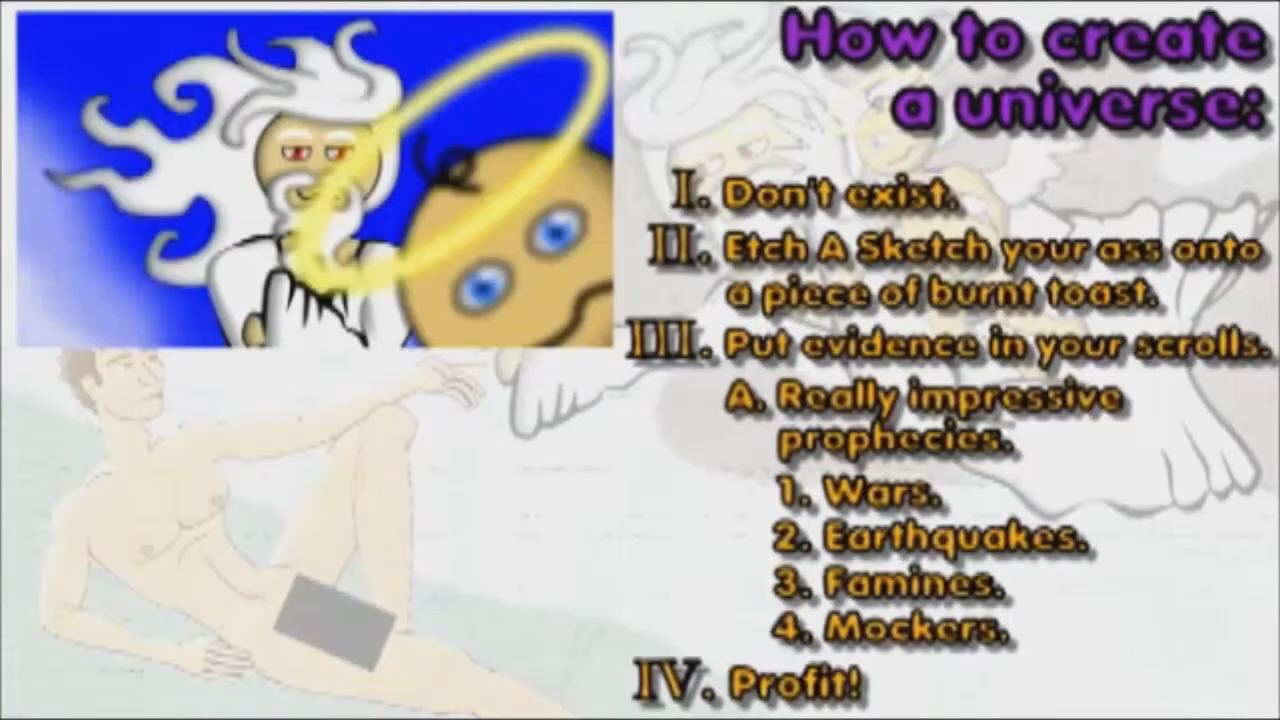 How to create
a universe:
I. Don't exist.
II. Etch A Sketch your ass onto
a piece of burnt toast.
III. Put evidence in your scrolls.
A. Really impressive
prophecies.
1. Wars.
2. Earthquakes.
3. Famines.
4. Mockers.
IV. Profit!